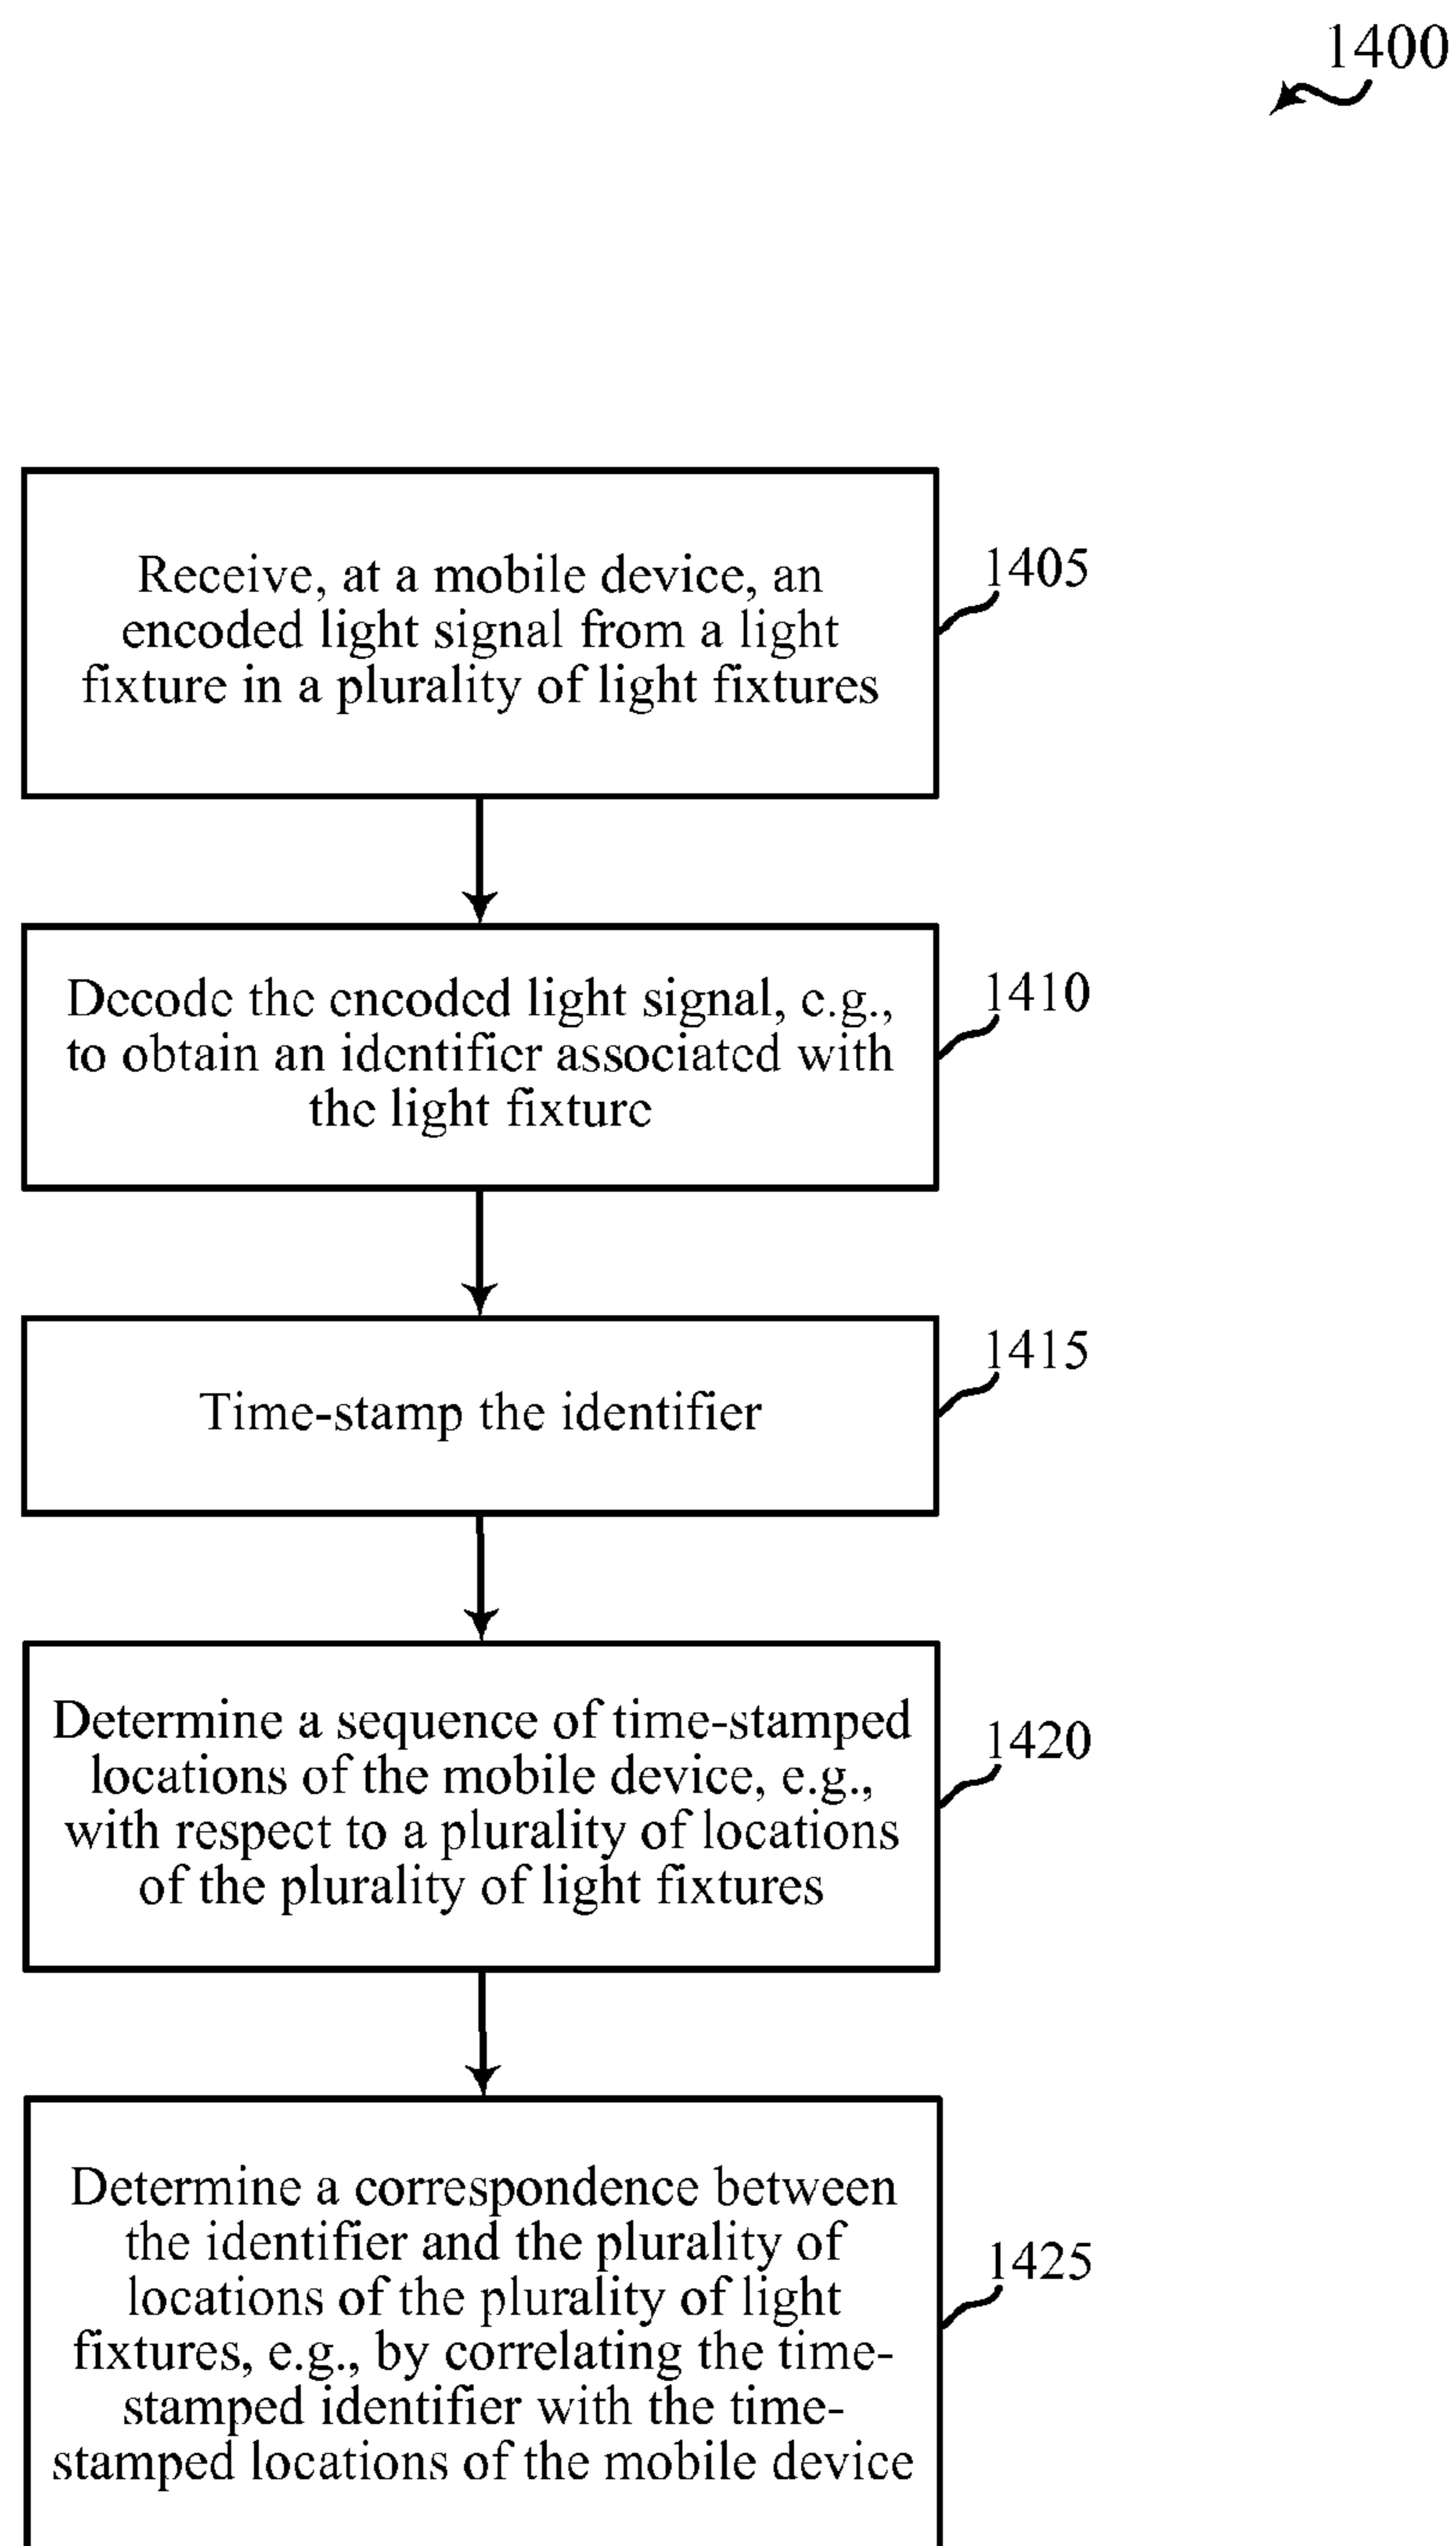 1400
Receive, at a mobile device, an
encoded light signal from a light
fixture in a plurality of light fixtures
1405
Decode the encoded light signal, e.g.,
to obtain an identifier associated with
the light fixture
1410
Time-stamp the identifier
1415
Determine a sequence of time-stamped
locations of the mobile device, e.g.,
with respect to a plurality of locations
of the plurality of light fixtures
1420
Determine a correspondence between
the identifier and the plurality of
locations of the plurality of light
fixtures, e.g., by correlating the time-
stamped identifier with the time-
stamped locations of the mobile device
1425